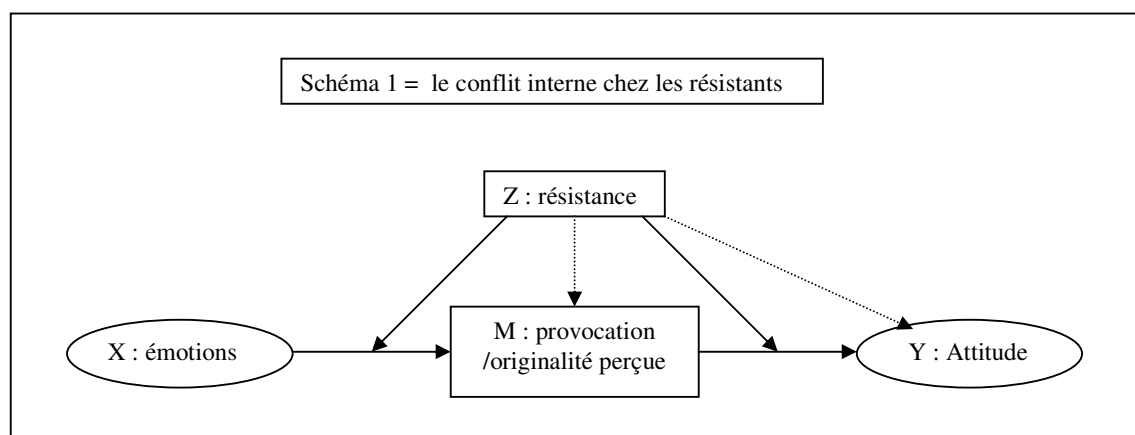 Schéma 1 = le conflit interne chez les résistants
Z : résistance
X : émotions
M : provocation
/originalité perçue
Y : Attitude